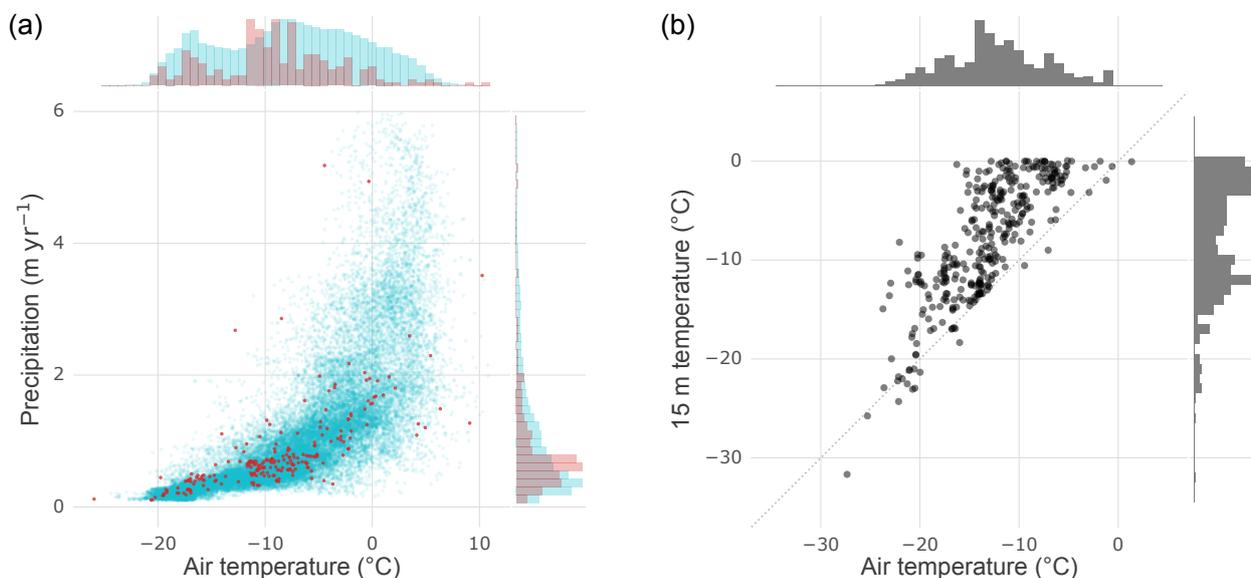 (a)
6
4
2
0
Precipitation (m yr−1)
−20 −10 0 10
Air temperature (°C)
(b)
0
−10
−20
−30
15 m temperature (°C)
−30 −20 −10 0
Air temperature (°C)